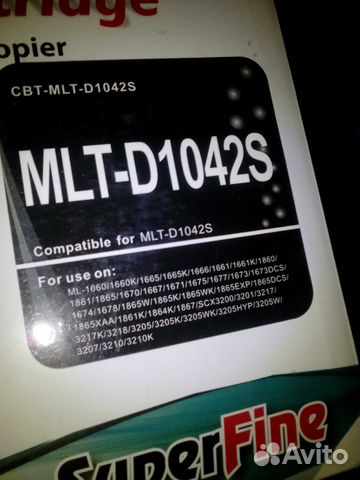 tridge
opier
CBT-MLT-D1042S
MLT-D1042S
Compatible for MLT-D1042S
For use on:
ML-1660/1660K/1665/1665K/1666/1661/1661K/1860/
1861/1865/1670/1667/1671/1675/1677/1673/1673DCS/
1674/1678/1865W/1865K/1865WK/1865EXP/1865DCS/
1865XAA/1861K/1864K/1867/SCX3200/3201/3217/
3217K/3218/3205/3205K/3205WK/3205HYP/3205W/
3207/3210/3210K
SuperFine
Avito